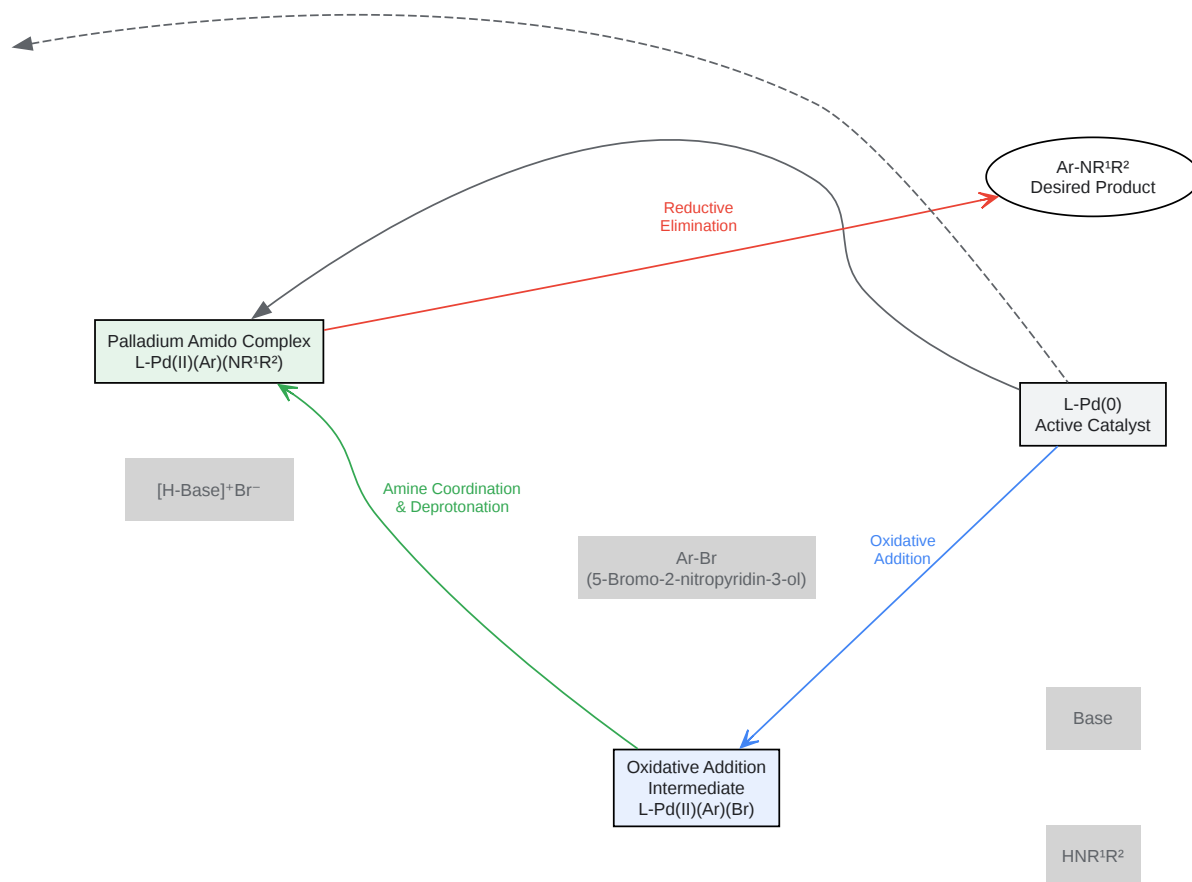 Ar-NR¹R²
Desired Product
Reductive
Elimination
Palladium Amido Complex
L-Pd(II)(Ar)(NR¹R²)
L-Pd(0)
Active Catalyst
[H-Base]⁺Br⁻
Amine Coordination
& Deprotonation
Ar-Br
(5-Bromo-2-nitropyridin-3-ol)
Oxidative
Addition
Base
Oxidative Addition
Intermediate
L-Pd(II)(Ar)(Br)
HNR¹R²